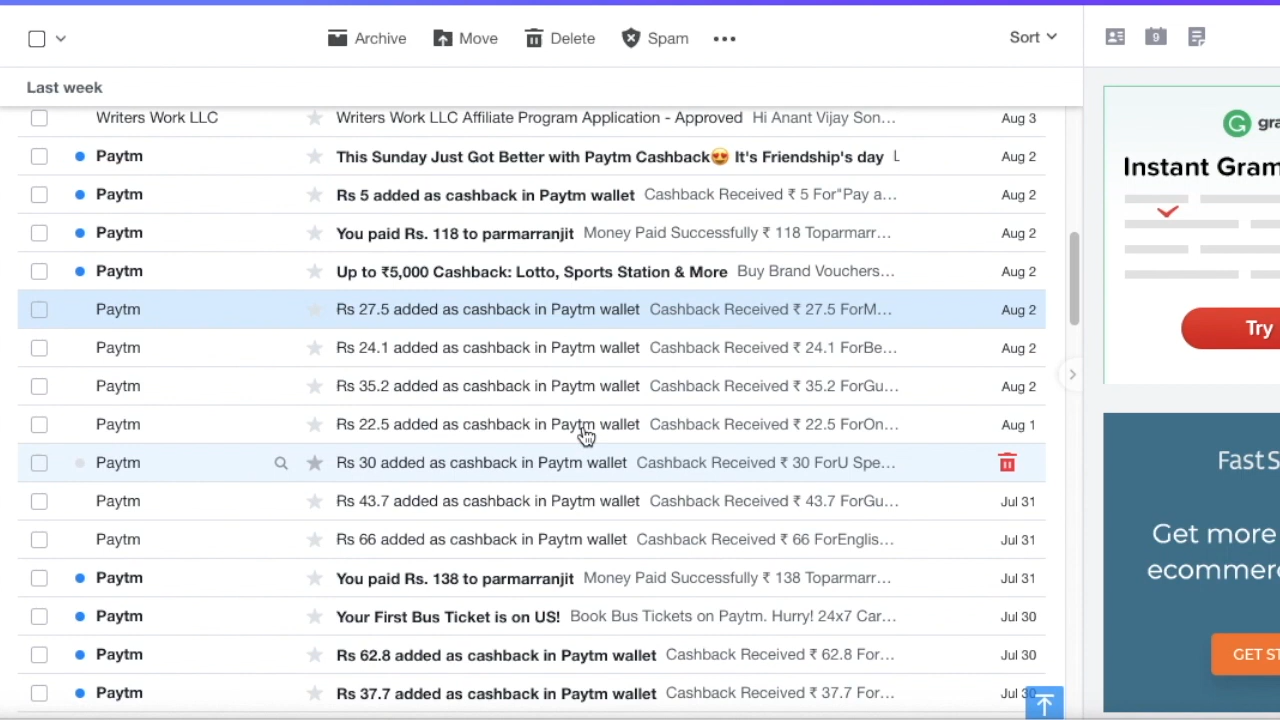 Archive Move Delete Spam ••• Sort
9
Last week
Writers Work LLC Writers Work LLC Affiliate Program Application - Approved Hi Anant Vijay Son... Aug 3
Paytm This Sunday Just Got Better with Paytm Cashback😍 It's Friendship's day L Aug 2
Paytm Rs 5 added as cashback in Paytm wallet Cashback Received ₹ 5 For"Pay a... Aug 2
Paytm You paid Rs. 118 to parmarranjit Money Paid Successfully ₹ 118 Toparmarr... Aug 2
Paytm Up to ₹5,000 Cashback: Lotto, Sports Station & More Buy Brand Vouchers... Aug 2
Paytm Rs 27.5 added as cashback in Paytm wallet Cashback Received ₹ 27.5 ForM... Aug 2
Paytm Rs 24.1 added as cashback in Paytm wallet Cashback Received ₹ 24.1 ForBe... Aug 2
Paytm Rs 35.2 added as cashback in Paytm wallet Cashback Received ₹ 35.2 ForGu... Aug 2
Paytm Rs 22.5 added as cashback in Paytm wallet Cashback Received ₹ 22.5 ForOn... Aug 1
Paytm Rs 30 added as cashback in Paytm wallet Cashback Received ₹ 30 ForU Spe...
Paytm Rs 43.7 added as cashback in Paytm wallet Cashback Received ₹ 43.7 ForGu... Jul 31
Paytm Rs 66 added as cashback in Paytm wallet Cashback Received ₹ 66 ForEnglis... Jul 31
Paytm You paid Rs. 138 to parmarranjit Money Paid Successfully ₹ 138 Toparmarr... Jul 31
Paytm Your First Bus Ticket is on US! Book Bus Tickets on Paytm. Hurry! 24x7 Car... Jul 30
Paytm Rs 62.8 added as cashback in Paytm wallet Cashback Received ₹ 62.8 For... Jul 30
Paytm Rs 37.7 added as cashback in Paytm wallet Cashback Received ₹ 37.7 For... Jul 30
G gra
Instant Gram
Try
FastS
Get more
ecommerc
GET ST